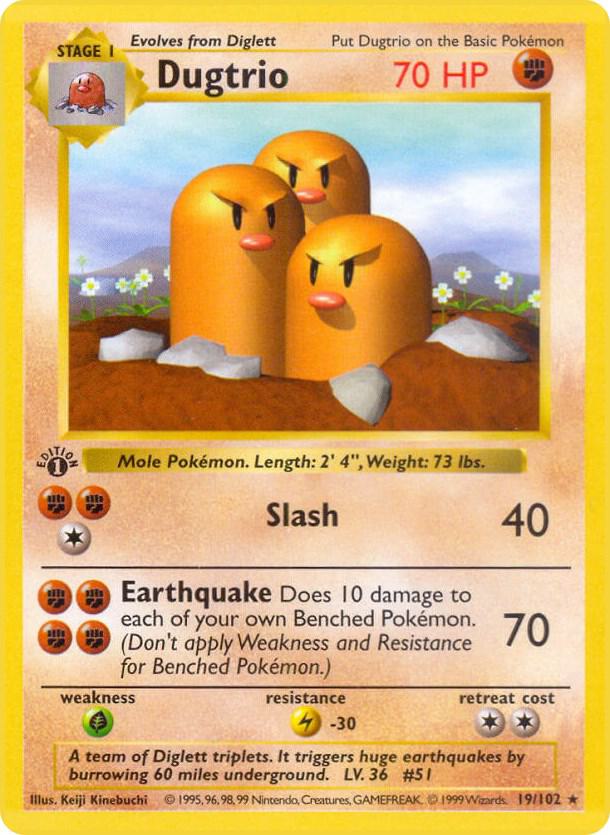 STAGE 1
Evolves from Diglett
Put Dugtrio on the Basic Pokémon
Dugtrio
70 HP
EDITION
1
Mole Pokémon. Length: 2' 4", Weight: 73 lbs.
Slash
40
Earthquake Does 10 damage to
each of your own Benched Pokémon.
(Don't apply Weakness and Resistance
for Benched Pokémon.)
70
weakness
resistance
retreat cost
-30
A team of Diglett triplets. It triggers huge earthquakes by
burrowing 60 miles underground. LV. 36 #51
Illus. Keiji Kinebuchi
© 1995, 96, 98, 99 Nintendo, Creatures, GAMEFREAK. © 1999 Wizards.
19/102 ★